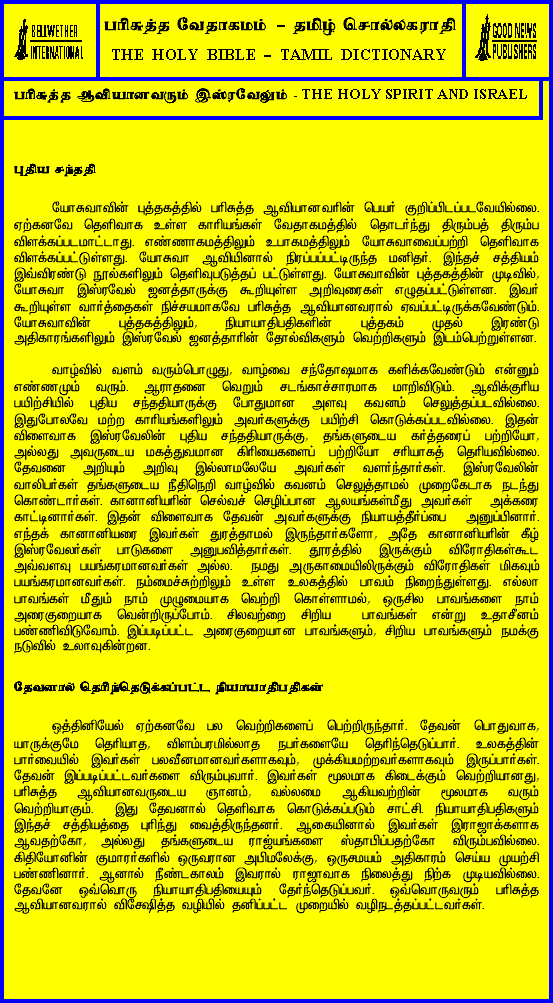 BELLWETHER
INTERNATIONAL
பரிசுத்த வேதாகமம் – தமிழ் சொல்லகராதி
THE HOLY BIBLE – TAMIL DICTIONARY
GOOD NEWS
PUBLISHERS
பரிசுத்த ஆவியானவரும் இஸ்ரவேலும் - THE HOLY SPIRIT AND ISRAEL
புதிய சந்ததி
யோசுவாவின் புத்தகத்தில் பரிசுத்த ஆவியானவரின் பெயர் குறிப்பிடப்படவேயில்லை.
ஏற்கனவே தெளிவாக உள்ள காரியங்கள் வேதாகமத்தில் தொடர்ந்து திரும்பத் திரும்ப
விளக்கப்படமாட்டாது. எண்ணாகமத்திலும் உபாகமத்திலும் யோசுவாவைப்பற்றி தெளிவாக
விளக்கப்பட்டுள்ளது. யோசுவா ஆவியினால் நிரப்பப்பட்டிருந்த மனிதர். இந்தச் சத்தியம்
இவ்விரண்டு நூல்களிலும் தெளிவுபடுத்தப் பட்டுள்ளது. யோசுவாவின் புத்தகத்தின் முடிவில்,
யோசுவா இஸ்ரவேல் ஜனத்தாருக்கு கூறியுள்ள அறிவுரைகள் எழுதப்பட்டுள்ளன. இவர்
கூறியுள்ள வார்த்தைகள் நிச்சயமாகவே பரிசுத்த ஆவியானவரால் ஏவப்பட்டிருக்கவேண்டும்.
யோசுவாவின் புத்தகத்திலும், நியாயாதிபதிகளின் புத்தகம் முதல் இரண்டு
அதிகாரங்களிலும் இஸ்ரவேல் ஜனத்தாரின் தோல்விகளும் வெற்றிகளும் இடம்பெற்றுள்ளன.
வாழ்வில் வளம் வரும்பொழுது, வாழ்வை சந்தோஷமாக களிக்கவேண்டும் என்னும்
எண்ணமும் வரும். ஆராதனை வெறும் சடங்காச்சாரமாக மாறிவிடும். ஆவிக்குரிய
பயிற்சியில் புதிய சந்ததியாருக்கு போதுமான அளவு கவனம் செலுத்தப்படவில்லை.
இதுபோலவே மற்ற காரியங்களிலும் அவர்களுக்கு பயிற்சி கொடுக்கப்படவில்லை. இதன்
விளைவாக இஸ்ரவேலின் புதிய சந்ததியாருக்கு, தங்களுடைய கர்த்தரைப் பற்றியோ,
அல்லது அவருடைய மகத்துவமான கிரியைகளைப் பற்றியோ சரியாகத் தெரியவில்லை.
தேவனை அறியும் அறிவு இல்லாமலேயே அவர்கள் வளர்ந்தார்கள். இஸ்ரவேலின்
வாலிபர்கள் தங்களுடைய நீதிநெறி வாழ்வில் கவனம் செலுத்தாமல் முறைகேடாக நடந்து
கொண்டார்கள். கானானியரின் செல்வச் செழிப்பான ஆலயங்கள்மீது அவர்கள் அக்கரை
காட்டினார்கள். இதன் விளைவாக தேவன் அவர்களுக்கு நியாயத்தீர்ப்பை அனுப்பினார்.
எந்தக் கானானியரை இவர்கள் துரத்தாமல் இருந்தார்களோ, அதே கானானியரின் கீழ்
இஸ்ரவேலர்கள் பாடுகளை அனுபவித்தார்கள். தூரத்தில் இருக்கும் விரோதிகள்கூட
அவ்வளவு பயங்கரமானவர்கள் அல்ல. நமது அருகாமையிலிருக்கும் விரோதிகள் மிகவும்
பயங்கரமானவர்கள். நம்மைச்சுற்றிலும் உள்ள உலகத்தில் பாவம் நிறைந்துள்ளது. எல்லா
பாவங்கள் மீதும் நாம் முழுமையாக வெற்றி கொள்ளாமல், ஒருசில பாவங்களை நாம்
அரைகுறையாக வென்றிருப்போம். சிலவற்றை சிறிய பாவங்கள் என்று உதாசீனம்
பண்ணிவிடுவோம். இப்படிப்பட்ட அரைகுறையான பாவங்களும், சிறிய பாவங்களும் நமக்கு
நடுவில் உலாவுகின்றன.
தேவனால் தெரிந்தெடுக்கப்பட்ட நியாயாதிபதிகள்
ஒத்தினியேல் ஏற்கனவே பல வெற்றிகளைப் பெற்றிருந்தார். தேவன் பொதுவாக,
யாருக்குமே தெரியாத, விளம்பரமில்லாத நபர்களையே தெரிந்தெடுப்பார். உலகத்தின்
பார்வையில் இவர்கள் பலவீனமானவர்களாகவும், முக்கியமற்றவர்களாகவும் இருப்பார்கள்.
தேவன் இப்படிப்பட்டவர்களை விரும்புவார். இவர்கள் மூலமாக கிடைக்கும் வெற்றியானது,
பரிசுத்த ஆவியானவருடைய ஞானம், வல்லமை ஆகியவற்றின் மூலமாக வரும்
வெற்றியாகும். இது தேவனால் தெளிவாக கொடுக்கப்படும் சாட்சி. நியாயாதிபதிகளும்
இந்தச் சத்தியத்தை புரிந்து வைத்திருந்தனர். ஆகையினால் இவர்கள் இராஜாக்களாக
ஆவதற்கோ, அல்லது தங்களுடைய ராஜ்யங்களை ஸ்தாபிப்பதற்கோ விரும்பவில்லை.
கிதியோனின் குமாரர்களில் ஒருவரான அபிமலேக்கு, ஒருசமயம் அதிகாரம் செய்ய முயற்சி
பண்ணினார். ஆனால் நீண்டகாலம் இவரால் ராஜாவாக நிலைத்து நிற்க முடியவில்லை.
தேவனே ஒவ்வொரு நியாயாதிபதியையும் தேர்ந்தெடுப்பவர். ஒவ்வொருவரும் பரிசுத்த
ஆவியானவரால் விசேஷித்த வழியில் தனிப்பட்ட முறையில் வழிநடத்தப்பட்டவர்கள்.